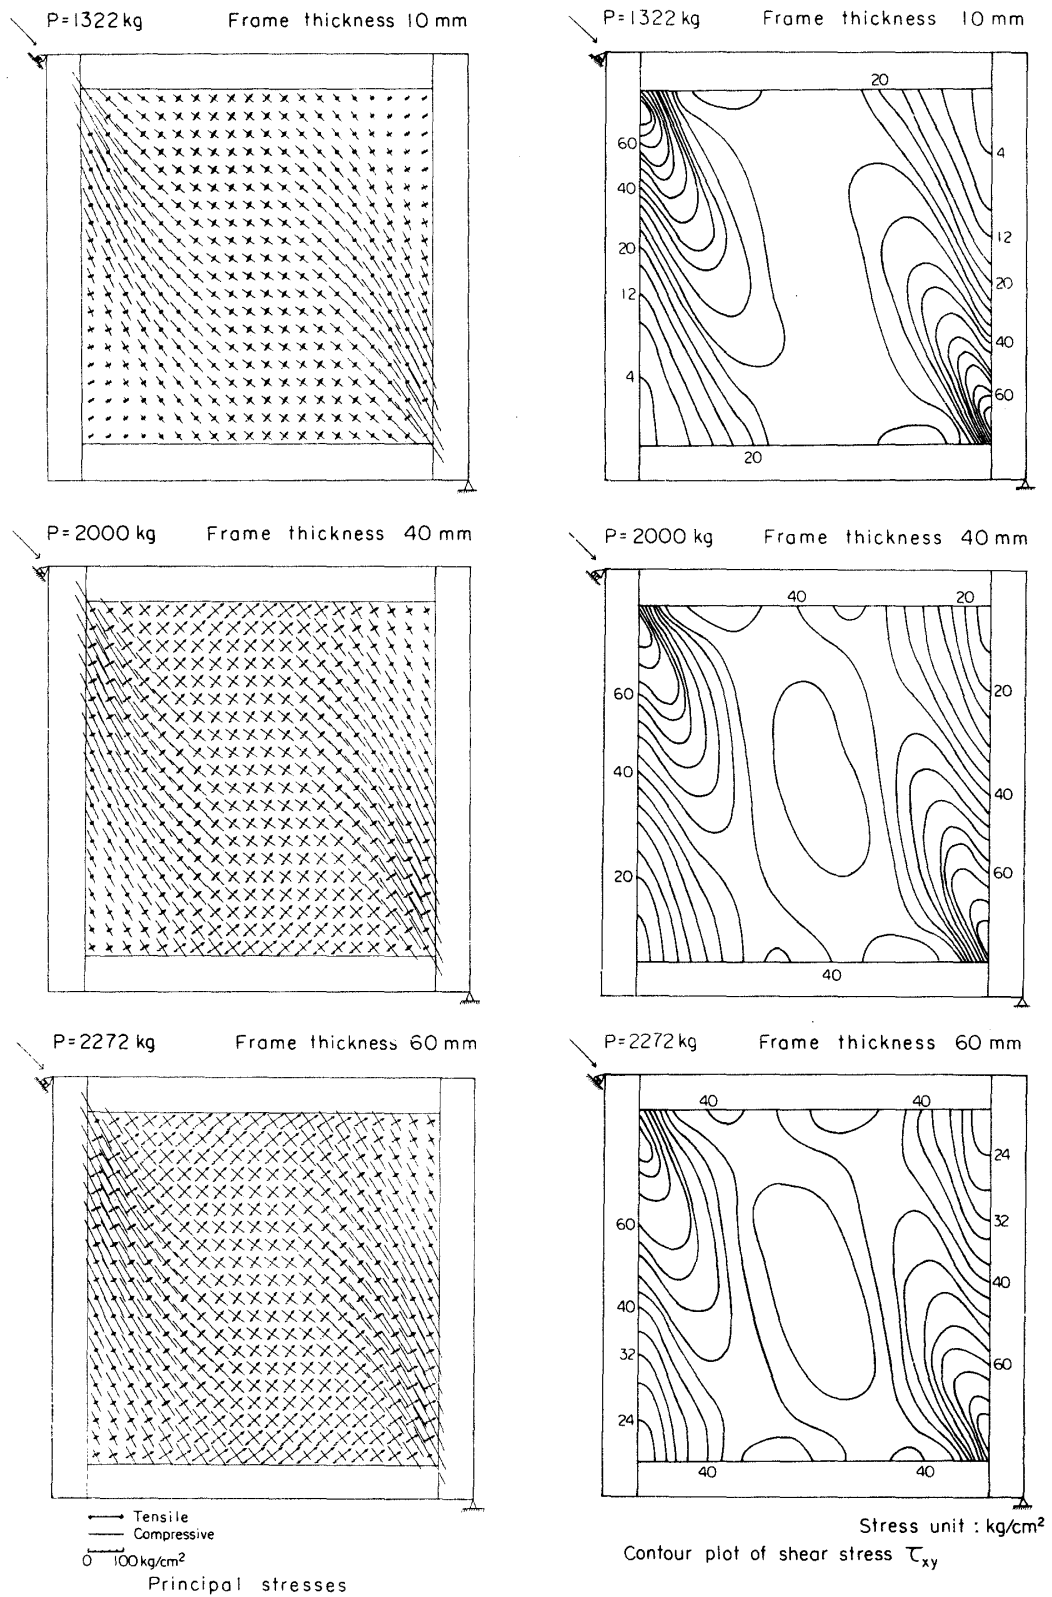 P=1322 kg Frame thickness 10 mm
P=1322 kg Frame thickness 10 mm
20
60
4
40
20
12
12
20
40
4
60
20
P=2000 kg Frame thickness 40 mm
P=2000 kg Frame thickness 40 mm
40 20
60
20
40
40
20
60
40
P=2272 kg Frame thickness 60 mm
P=2272 kg Frame thickness 60 mm
40 40
24
60
32
40
40
32
60
24
40 40
Tensile
Compressive
0 100 kg/cm²
Principal stresses
Stress unit : kg/cm²
Contour plot of shear stress τxy